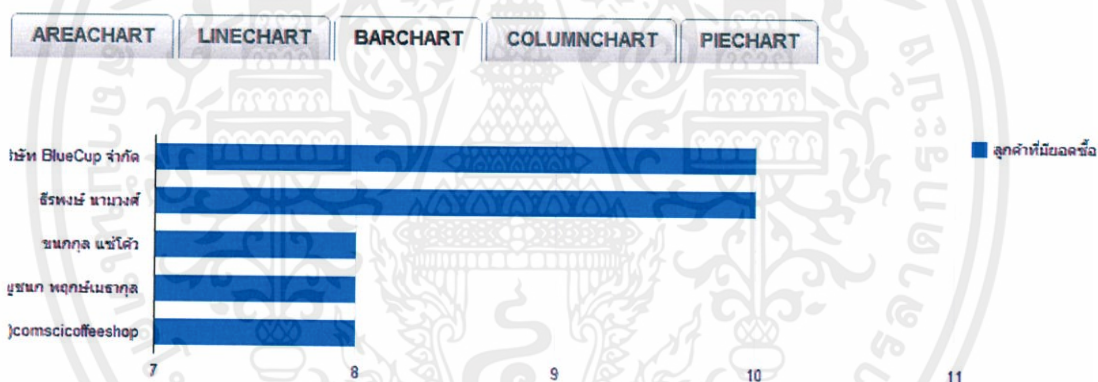 AREACHART LINECHART BARCHART COLUMNCHART PIECHART
ษัท BlueCup จำกัด
ลูกค้าที่มียอดซื้อ
ธีรพงษ์ นามวงศ์
ชนกกุล แซ่โค้ว
พฤกษ์เมธากุล
)comscicoffeeshop
7 8 9 10 11